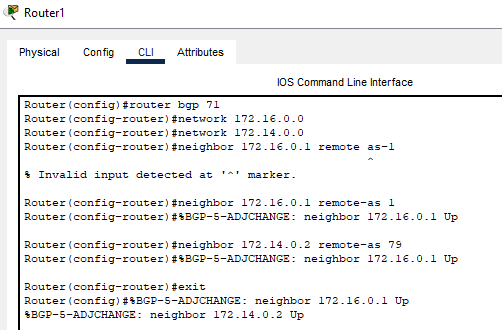 Router1
Physical Config CLI Attributes
IOS Command Line Interface
Router(config)#router bgp 71
Router(config-router)#network 172.16.0.0
Router(config-router)#network 172.14.0.0
Router(config-router)#neighbor 172.16.0.1 remote as-1
^
% Invalid input detected at '^' marker.
Router(config-router)#neighbor 172.16.0.1 remote-as 1
Router(config-router)#%BGP-5-ADJCHANGE: neighbor 172.16.0.1 Up
Router(config-router)#neighbor 172.14.0.2 remote-as 79
Router(config-router)#%BGP-5-ADJCHANGE: neighbor 172.16.0.1 Up
Router(config-router)#exit
Router(config)#%BGP-5-ADJCHANGE: neighbor 172.16.0.1 Up
%BGP-5-ADJCHANGE: neighbor 172.14.0.2 Up